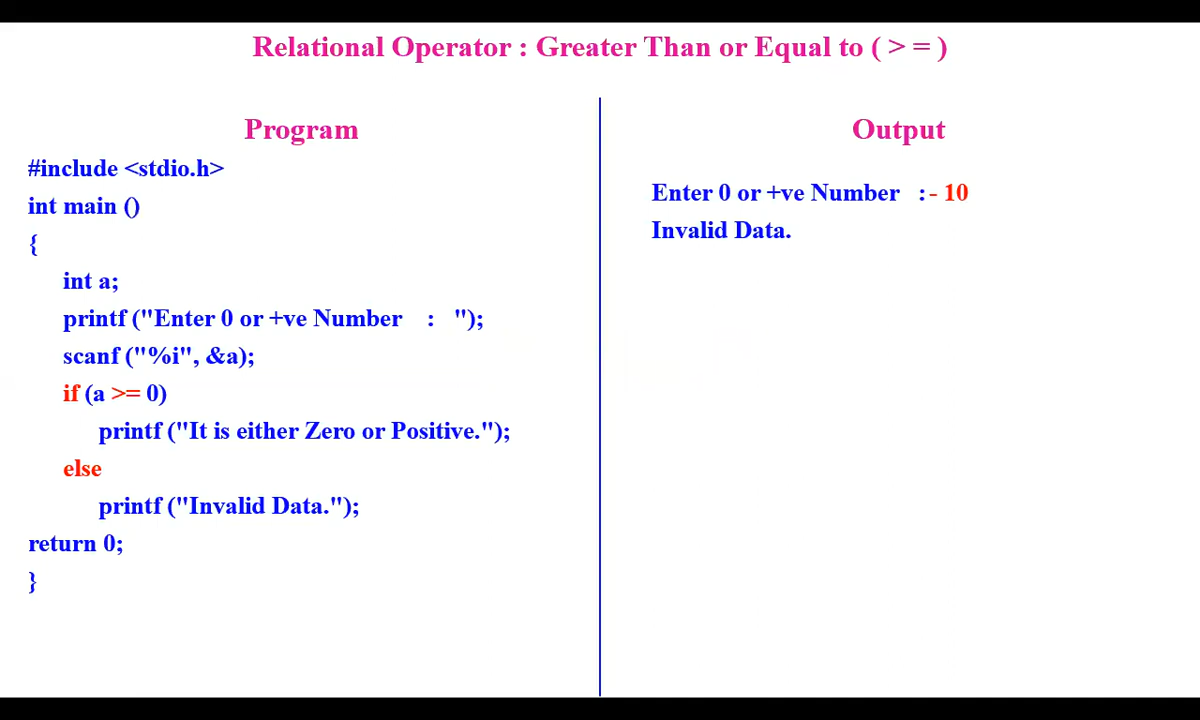 Relational Operator : Greater Than or Equal to ( > = )
Program
#include <stdio.h>
int main ()
{
int a;
printf ("Enter 0 or +ve Number : ");
scanf ("%i", &a);
if (a >= 0)
printf ("It is either Zero or Positive.");
else
printf ("Invalid Data.");
return 0;
}
Output
Enter 0 or +ve Number :- 10
Invalid Data.